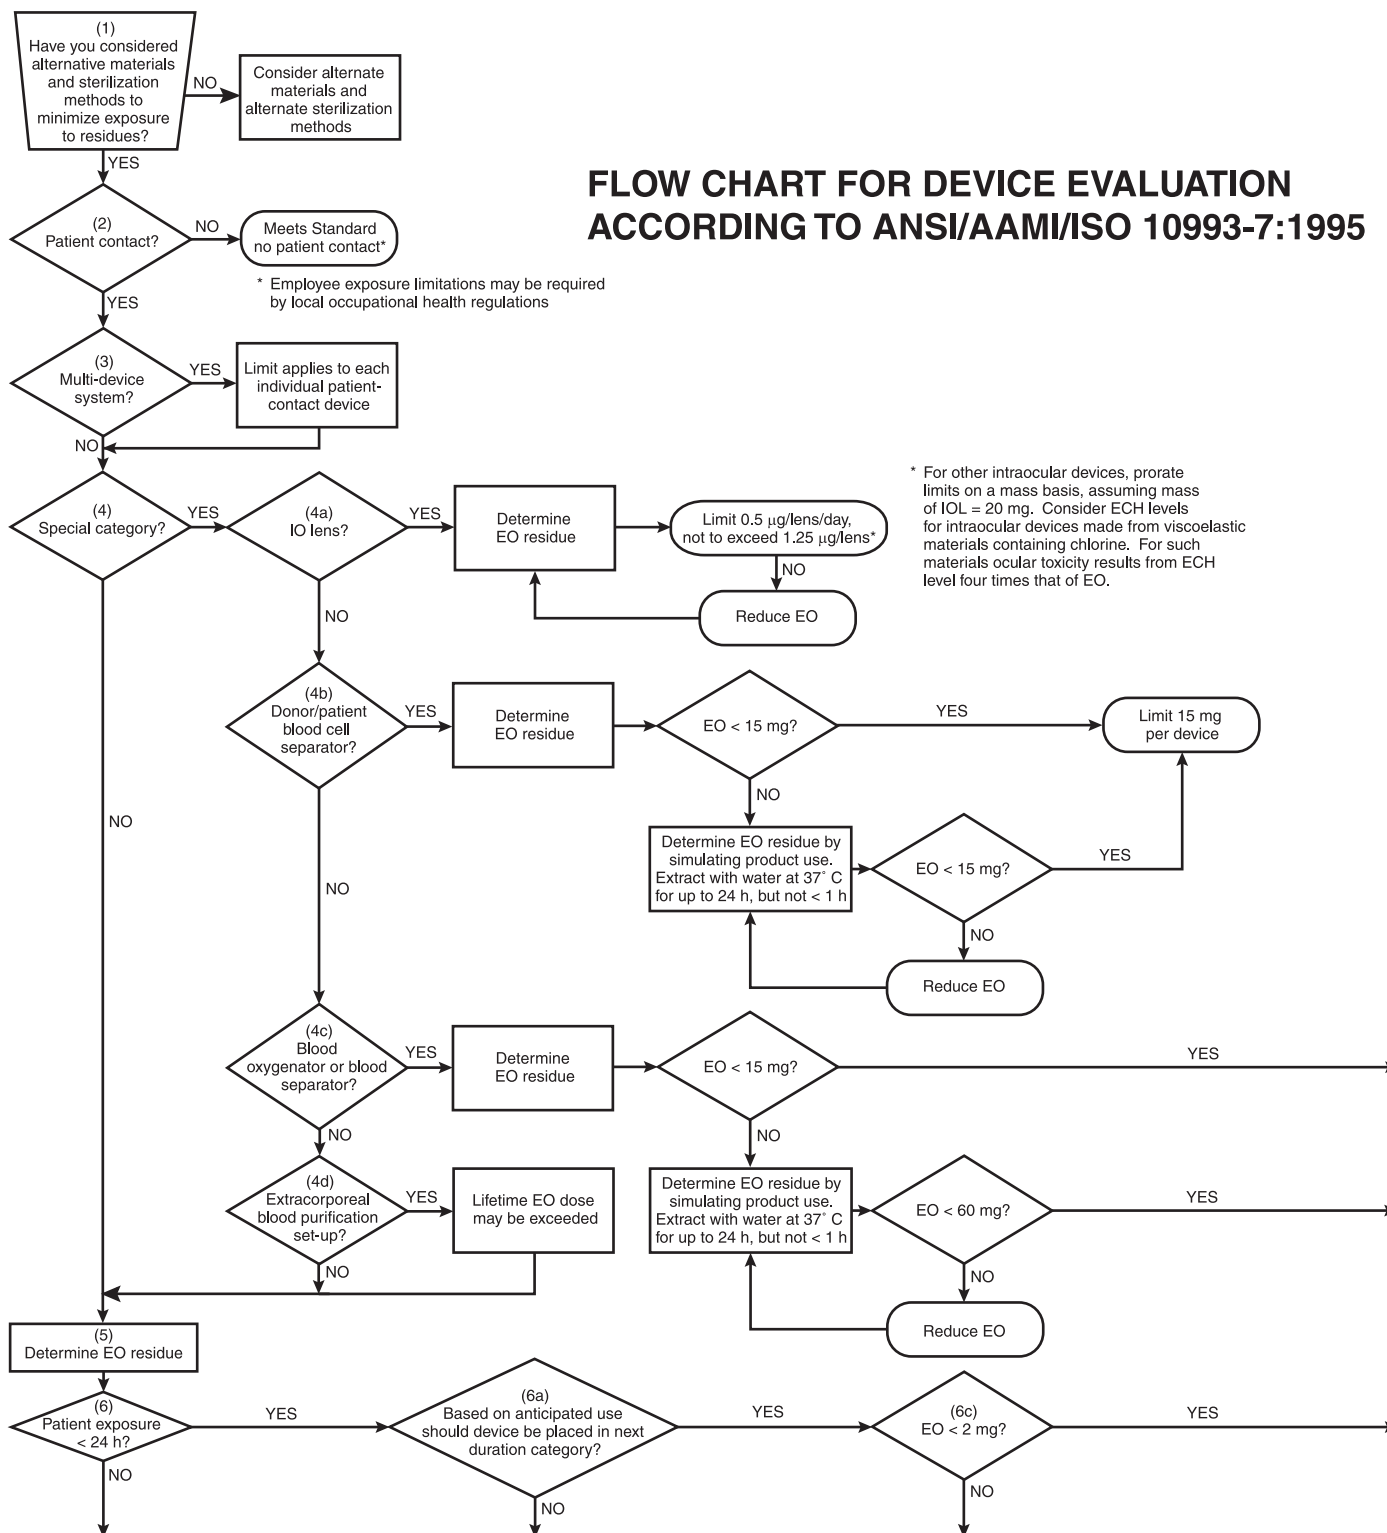 (1)
Have you considered
alternative materials
and sterilization
methods to
minimize exposure
to residues?
NO
Consider alternate
materials and
alternate sterilization
methods
YES
FLOW CHART FOR DEVICE EVALUATION
ACCORDING TO ANSI/AAMI/ISO 10993-7:1995
(2)
Patient contact?
NO
Meets Standard
no patient contact*
* Employee exposure limitations may be required
by local occupational health regulations
YES
(3)
Multi-device
system?
YES
Limit applies to each
individual patient-
contact device
NO
(4)
Special category?
YES
(4a)
IO lens?
YES
Determine
EO residue
Limit 0.5 µg/lens/day,
not to exceed 1.25 µg/lens*
NO
Reduce EO
* For other intraocular devices, prorate
limits on a mass basis, assuming mass
of IOL = 20 mg. Consider ECH levels
for intraocular devices made from viscoelastic
materials containing chlorine. For such
materials ocular toxicity results from ECH
level four times that of EO.
NO
(4b)
Donor/patient
blood cell
separator?
YES
Determine
EO residue
EO < 15 mg?
YES
Limit 15 mg
per device
NO
NO
Determine EO residue by
simulating product use.
Extract with water at 37° C
for up to 24 h, but not < 1 h
EO < 15 mg?
YES
NO
NO
Reduce EO
(4c)
Blood
oxygenator or blood
separator?
YES
Determine
EO residue
EO < 15 mg?
YES
NO
NO
(4d)
Extracorporeal
blood purification
set-up?
YES
Lifetime EO dose
may be exceeded
Determine EO residue by
simulating product use.
Extract with water at 37° C
for up to 24 h, but not < 1 h
EO < 60 mg?
YES
NO
NO
Reduce EO
(5)
Determine EO residue
(6)
Patient exposure
< 24 h?
YES
(6a)
Based on anticipated use
should device be placed in next
duration category?
YES
(6c)
EO < 2 mg?
YES
NO
NO
NO